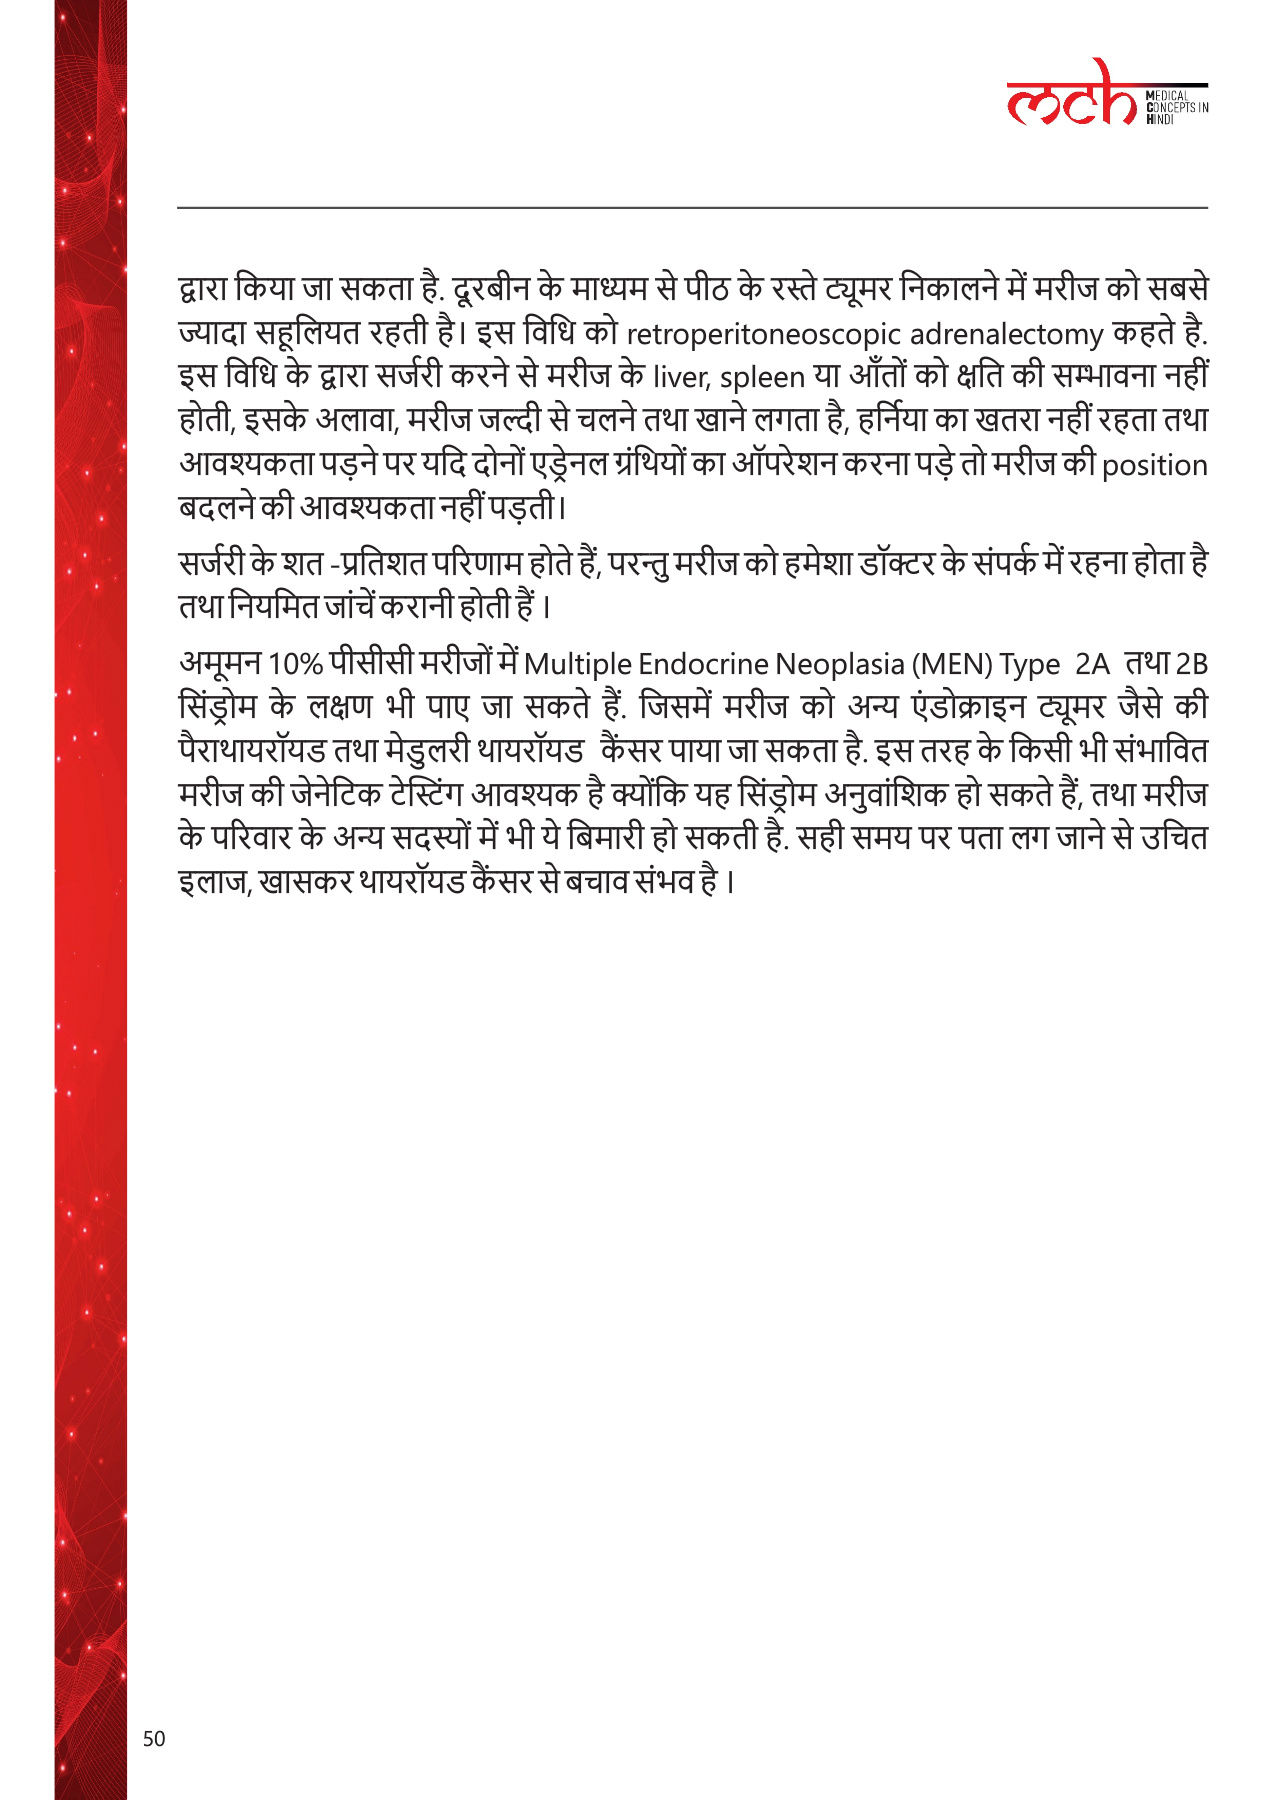 mch MEDICAL
CONCEPTS IN
HINDI
द्वारा किया जा सकता है. दूरबीन के माध्यम से पीठ के रस्ते ट्यूमर निकालने में मरीज को सबसे
ज्यादा सहूलियत रहती है। इस विधि को retroperitoneoscopic adrenalectomy कहते है.
इस विधि के द्वारा सर्जरी करने से मरीज के liver, spleen या आँतों को क्षति की सम्भावना नहीं
होती, इसके अलावा, मरीज जल्दी से चलने तथा खाने लगता है, हर्निया का खतरा नहीं रहता तथा
आवश्यकता पड़ने पर यदि दोनों एड्रेनल ग्रंथियों का ऑपरेशन करना पड़े तो मरीज की position
बदलने की आवश्यकता नहीं पड़ती।
सर्जरी के शत -प्रतिशत परिणाम होते हैं, परन्तु मरीज को हमेशा डॉक्टर के संपर्क में रहना होता है
तथा नियमित जांचें करानी होती हैं ।
अमूमन 10% पीसीसी मरीजों में Multiple Endocrine Neoplasia (MEN) Type 2A तथा 2B
सिंड्रोम के लक्षण भी पाए जा सकते हैं. जिसमें मरीज को अन्य एंडोक्राइन ट्यूमर जैसे की
पैराथायरॉयड तथा मेडुलरी थायरॉयड कैंसर पाया जा सकता है. इस तरह के किसी भी संभावित
मरीज की जेनेटिक टेस्टिंग आवश्यक है क्योंकि यह सिंड्रोम अनुवांशिक हो सकते हैं, तथा मरीज
के परिवार के अन्य सदस्यों में भी ये बिमारी हो सकती है. सही समय पर पता लग जाने से उचित
इलाज, खासकर थायरॉयड कैंसर से बचाव संभव है ।
50